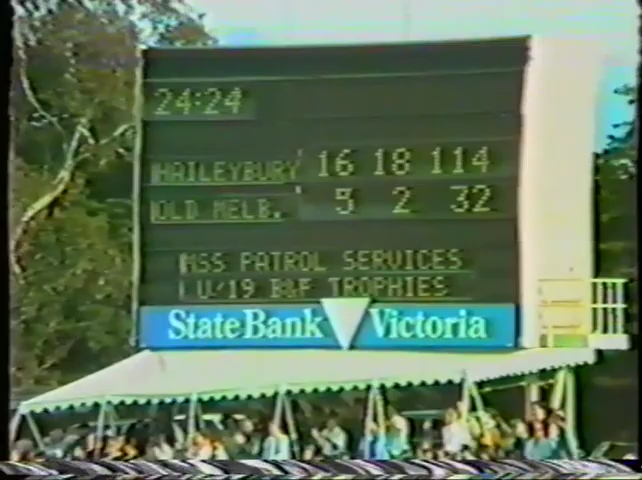 24:24
HAILEYBURY 16 18 114
OLD MELB. 5 2 32
MSS PATROL SERVICES
U/19 B&F TROPHIES
StateBank Victoria